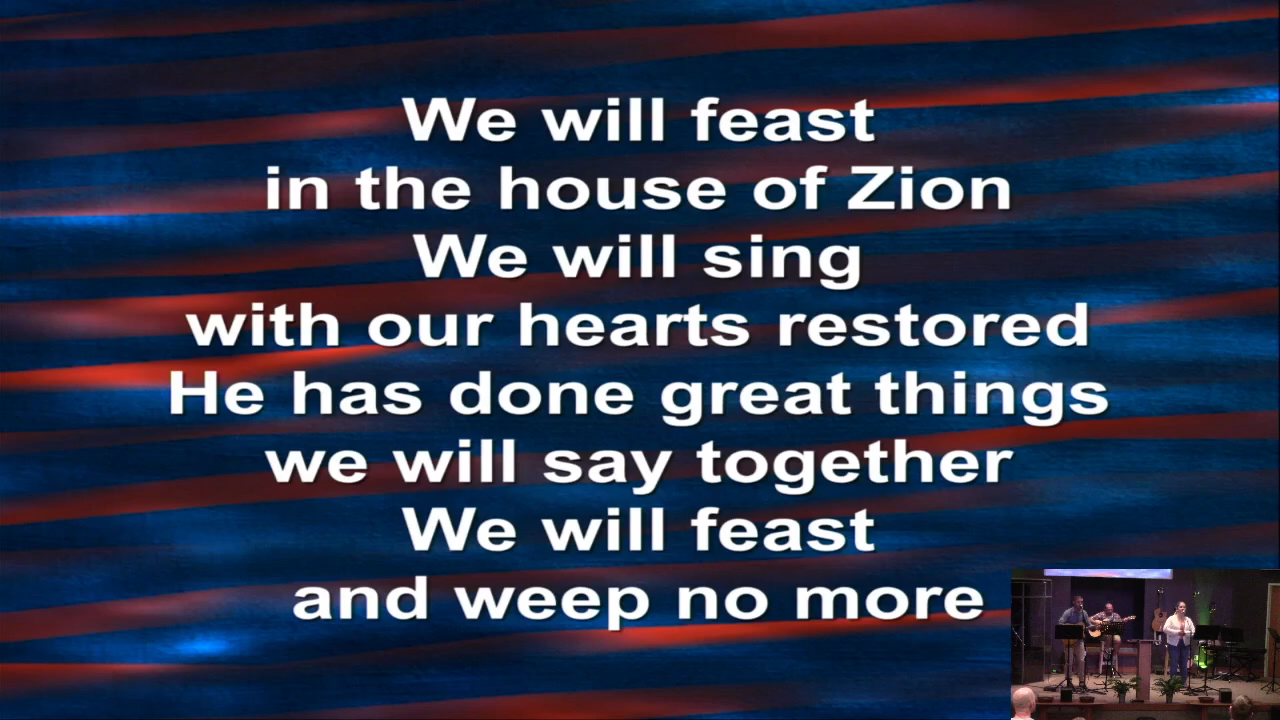 We will feast
in the house of Zion
We will sing
with our hearts restored
He has done great things
we will say together
We will feast
and weep no more